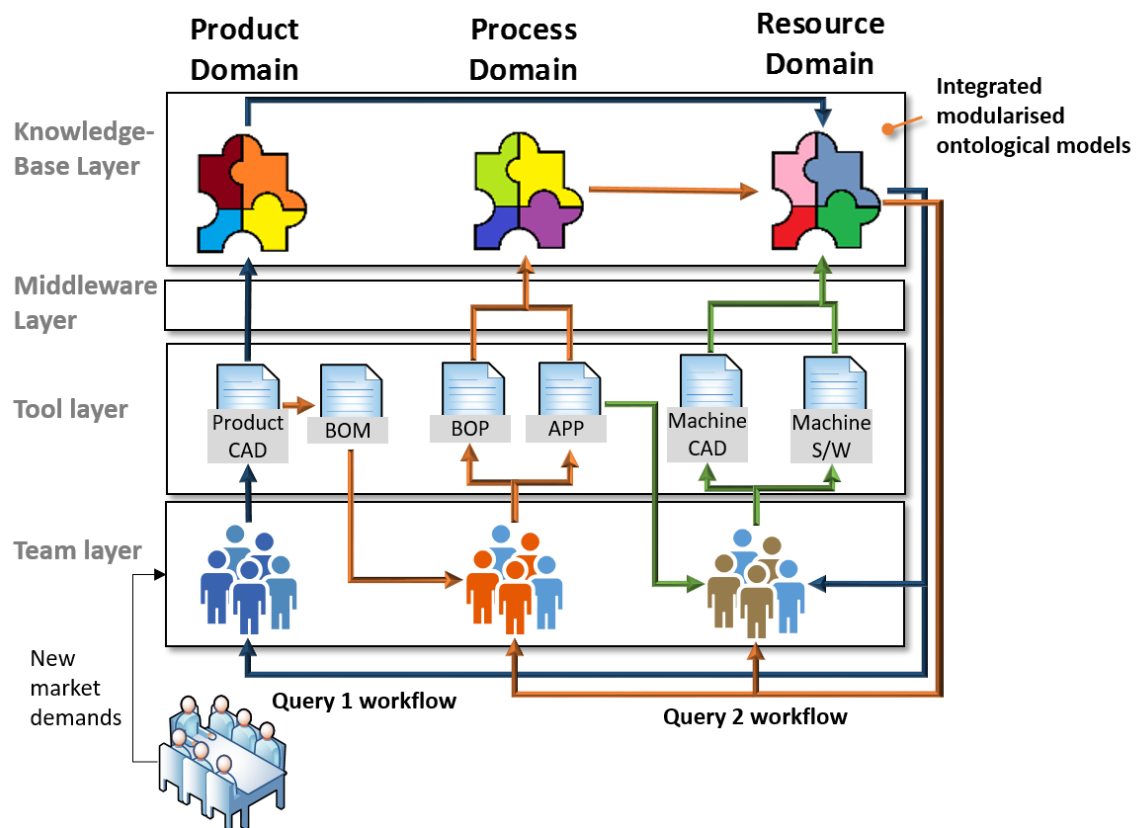 Product
Domain
Process
Domain
Resource
Domain
Knowledge-
Base Layer
Integrated
modularised
ontological models
Middleware
Layer
Tool layer
Product
CAD
BOM
BOP
APP
Machine
CAD
Machine
S/W
Team layer
New
market
demands
Query 1 workflow
Query 2 workflow